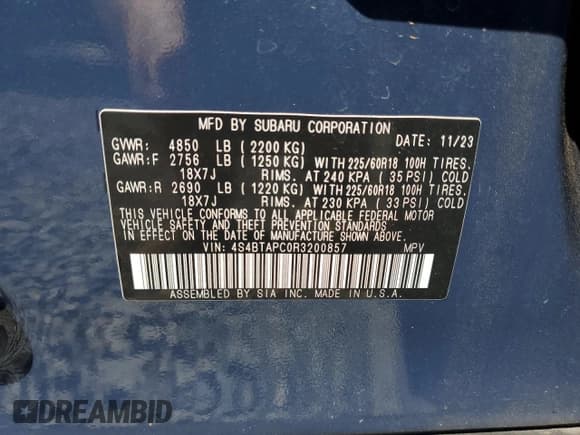 MFD BY SUBARU CORPORATION
GVWR: 4850 LB ( 2200 KG) DATE: 11/23
GAWR:F 2756 LB ( 1250 KG) WITH 225/60R18 100H TIRES.
18X7J RIMS. AT 240 KPA ( 35 PSI) COLD
GAWR:R 2690 LB ( 1220 KG) WITH 225/60R18 100H TIRES.
18X7J RIMS. AT 230 KPA ( 33 PSI) COLD
THIS VEHICLE CONFORMS TO ALL APPLICABLE FEDERAL MOTOR
VEHICLE SAFETY AND THEFT PREVENTION STANDARDS
IN EFFECT ON THE DATE OF MANUFACTURE SHOWN ABOVE.
VIN: 4S4BTAPC0R3200857 MPV
ASSEMBLED BY SIA INC. MADE IN U.S.A.
DREAMBID